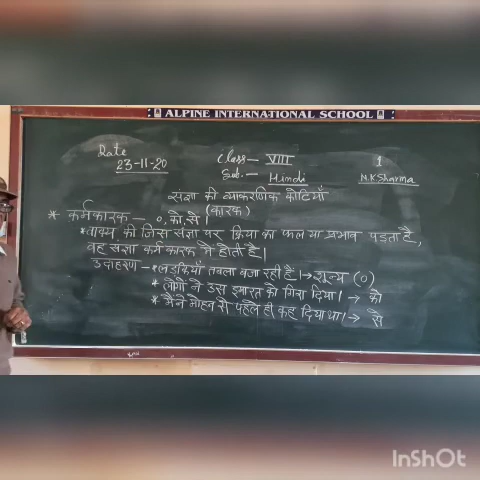 ALPINE INTERNATIONAL SCHOOL
Date
23-11-20
Class- VIII
Sub.- Hindi
1
N.K.Sharma
संज्ञा की व्याकरणिक कोटियाँ
(कारक)
* कर्मकारक - ०, को, से।
*वाक्य की जिस संज्ञा पर क्रिया का फल या प्रभाव पड़ता है,
वह संज्ञा कर्म कारक में होती है।
उदाहरण - *लड़कियाँ तबला बजा रही हैं।→ शून्य (०)
* लोगों ने उस इमारत को गिरा दिया।→ को
* मैंने मोहन से पहले ही कह दिया था।→ से
InShOt